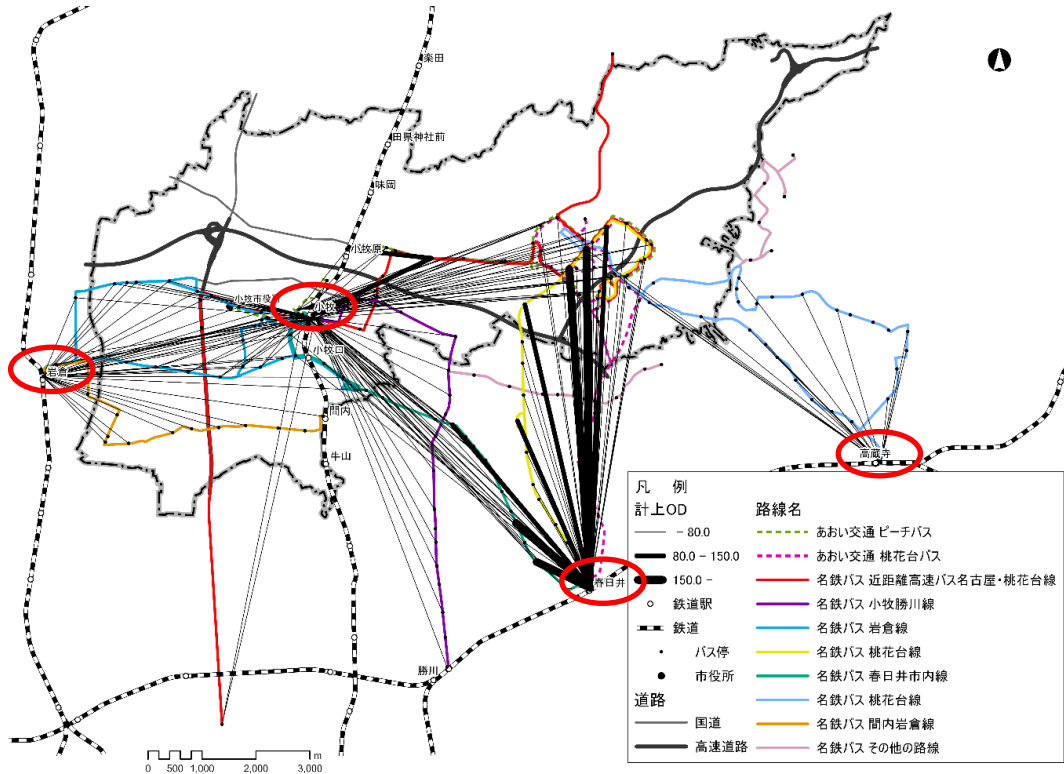 楽田
田県神社前
味岡
小牧原
小牧市役
小牧
小牧口
岩倉
間内
牛山
高蔵寺
春日井
勝川
凡 例
計上OD
- 80.0
80.0 - 150.0
150.0 -
鉄道駅
鉄道
バス停
市役所
道路
国道
高速道路
路線名
あおい交通 ピーチバス
あおい交通 桃花台バス
名鉄バス 近距離高速バス名古屋・桃花台線
名鉄バス 小牧勝川線
名鉄バス 岩倉線
名鉄バス 桃花台線
名鉄バス 春日井市内線
名鉄バス 桃花台線
名鉄バス 間内岩倉線
名鉄バス その他の路線
m
0 500 1,000 2,000 3,000